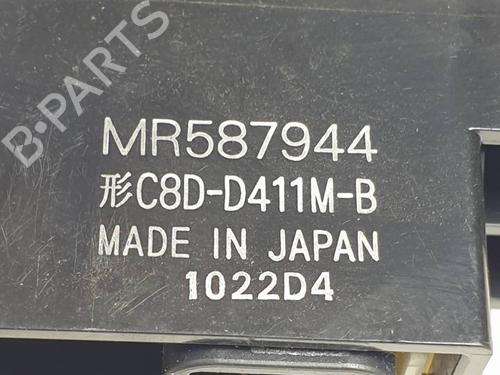 B-PARTS
MR587944
形C8D-D411M-B
MADE IN JAPAN
1022D4